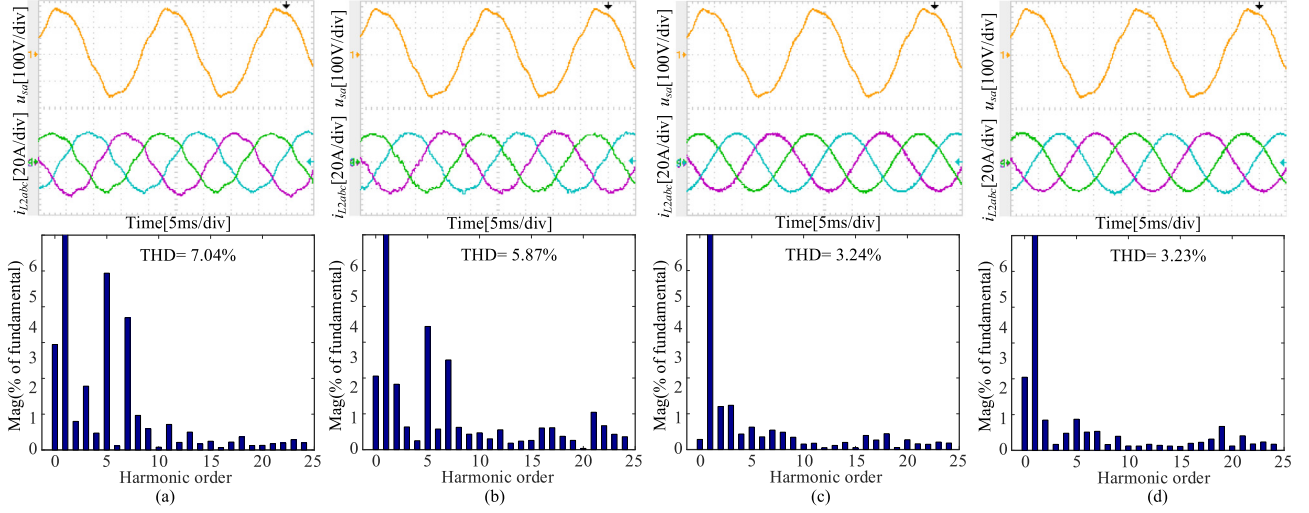 u_sa[100V/div]
i_L2abc[20A/div]
Time[5ms/div]
THD= 7.04%
Mag(% of fundamental)
6
4
3
2
1
0
0 5 10 15 20 25
Harmonic order
(a)
u_sa[100V/div]
i_L2abc[20A/div]
Time[5ms/div]
THD= 5.87%
Mag(% of fundamental)
6
4
3
2
1
0
0 5 10 15 20 25
Harmonic order
(b)
u_sa[100V/div]
i_L2abc[20A/div]
Time[5ms/div]
THD= 3.24%
Mag(% of fundamental)
6
4
3
2
1
0
0 5 10 15 20 25
Harmonic order
(c)
u_sa[100V/div]
i_L2abc[20A/div]
Time[5ms/div]
THD= 3.23%
Mag(% of fundamental)
6
4
3
2
1
0
0 5 10 15 20 25
Harmonic order
(d)